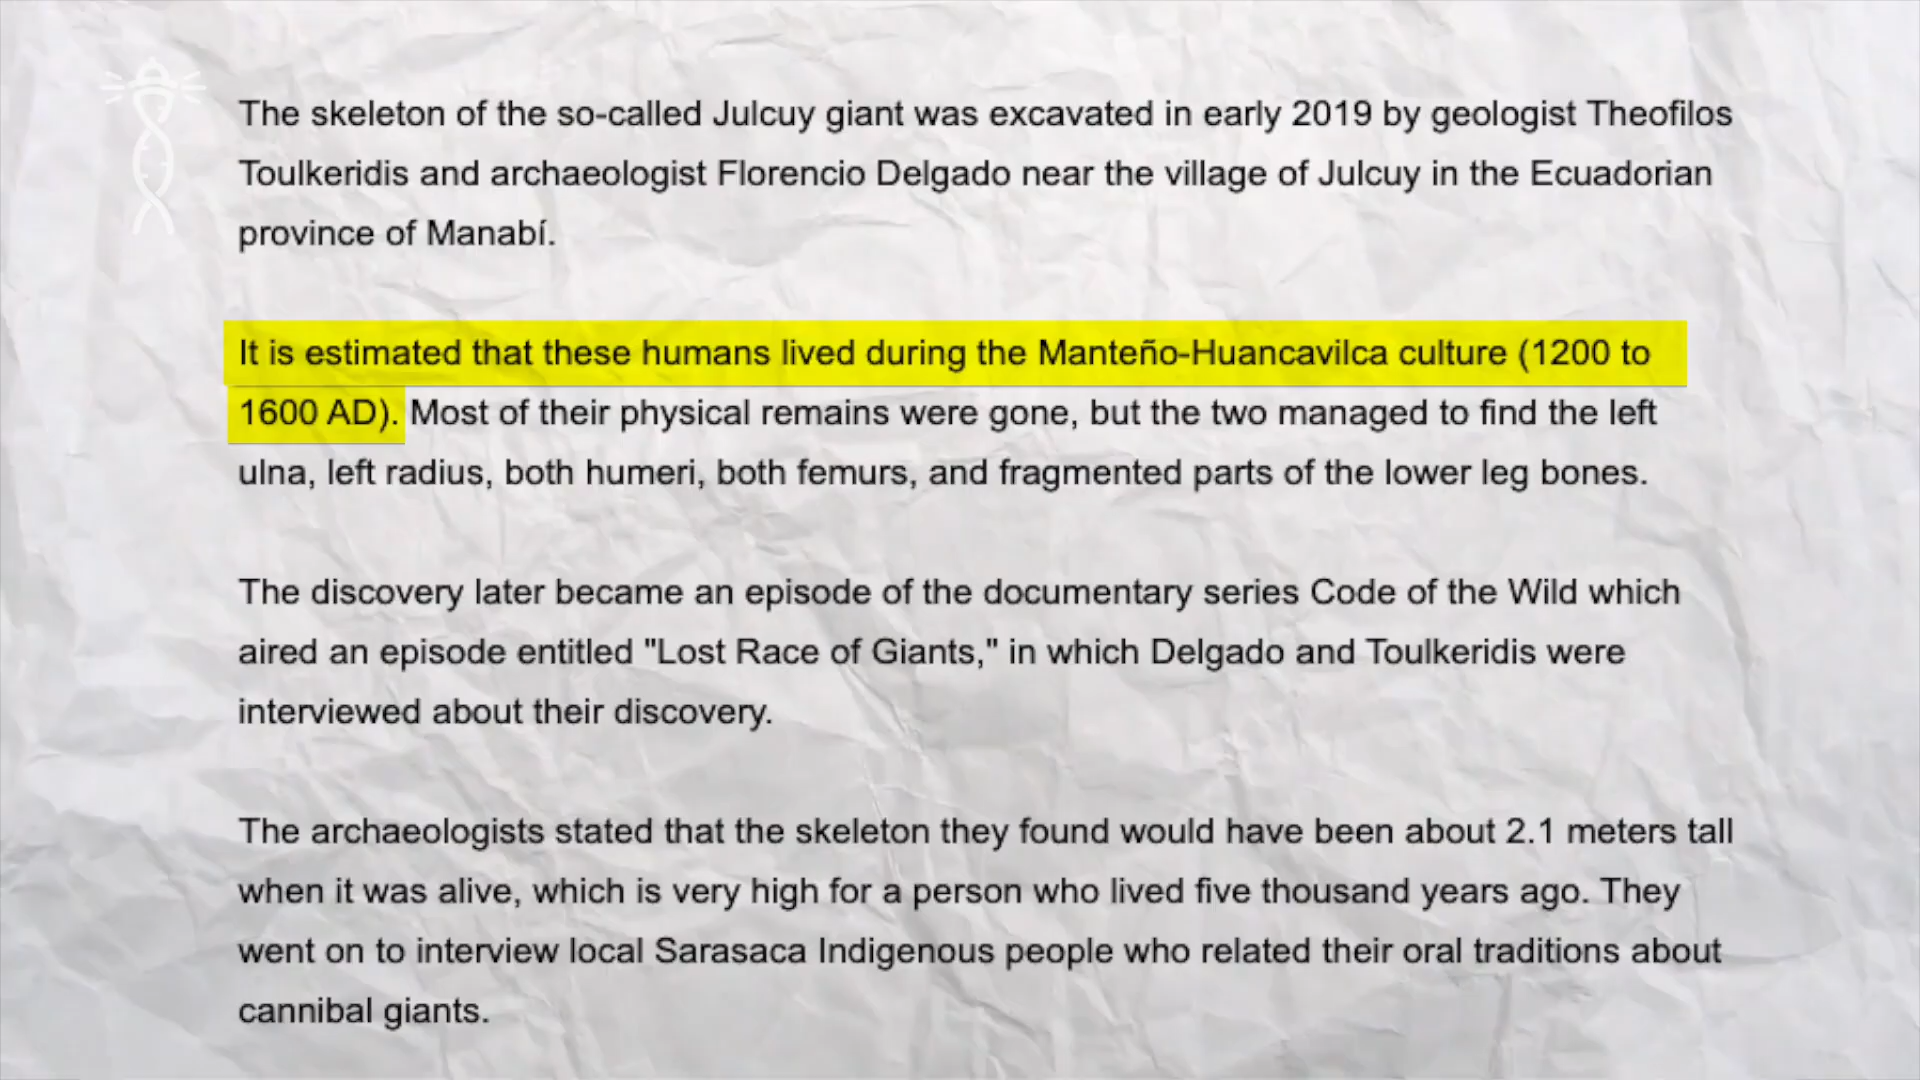 The skeleton of the so-called Julcuy giant was excavated in early 2019 by geologist Theofilos
Toulkeridis and archaeologist Florencio Delgado near the village of Julcuy in the Ecuadorian
province of Manabí.
It is estimated that these humans lived during the Manteño-Huancavilca culture (1200 to
1600 AD). Most of their physical remains were gone, but the two managed to find the left
ulna, left radius, both humeri, both femurs, and fragmented parts of the lower leg bones.
The discovery later became an episode of the documentary series Code of the Wild which
aired an episode entitled "Lost Race of Giants," in which Delgado and Toulkeridis were
interviewed about their discovery.
The archaeologists stated that the skeleton they found would have been about 2.1 meters tall
when it was alive, which is very high for a person who lived five thousand years ago. They
went on to interview local Sarasaca Indigenous people who related their oral traditions about
cannibal giants.